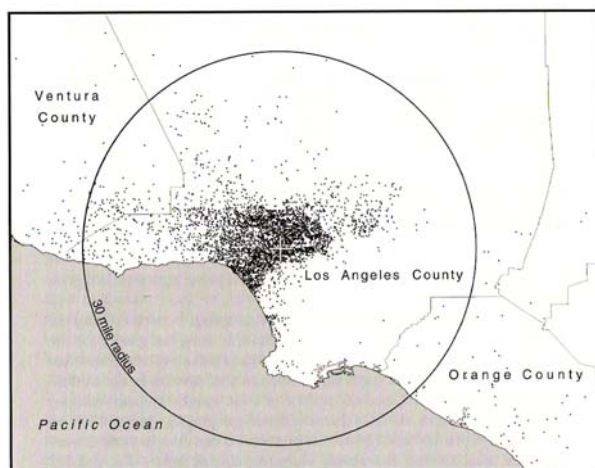 Ventura
County
Los Angeles County
30 mile radius
Orange County
Pacific Ocean